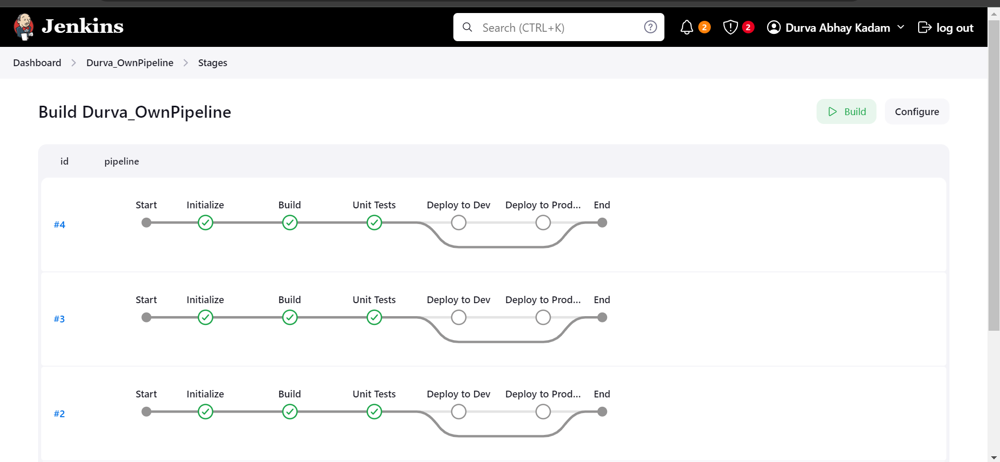 Jenkins
Search (CTRL+K)
2
2
Durva Abhay Kadam
log out
Dashboard > Durva_OwnPipeline > Stages
Build Durva_OwnPipeline
Build
Configure
id pipeline
Start Initialize Build Unit Tests Deploy to Dev Deploy to Prod... End
#4
Start Initialize Build Unit Tests Deploy to Dev Deploy to Prod... End
#3
Start Initialize Build Unit Tests Deploy to Dev Deploy to Prod... End
#2